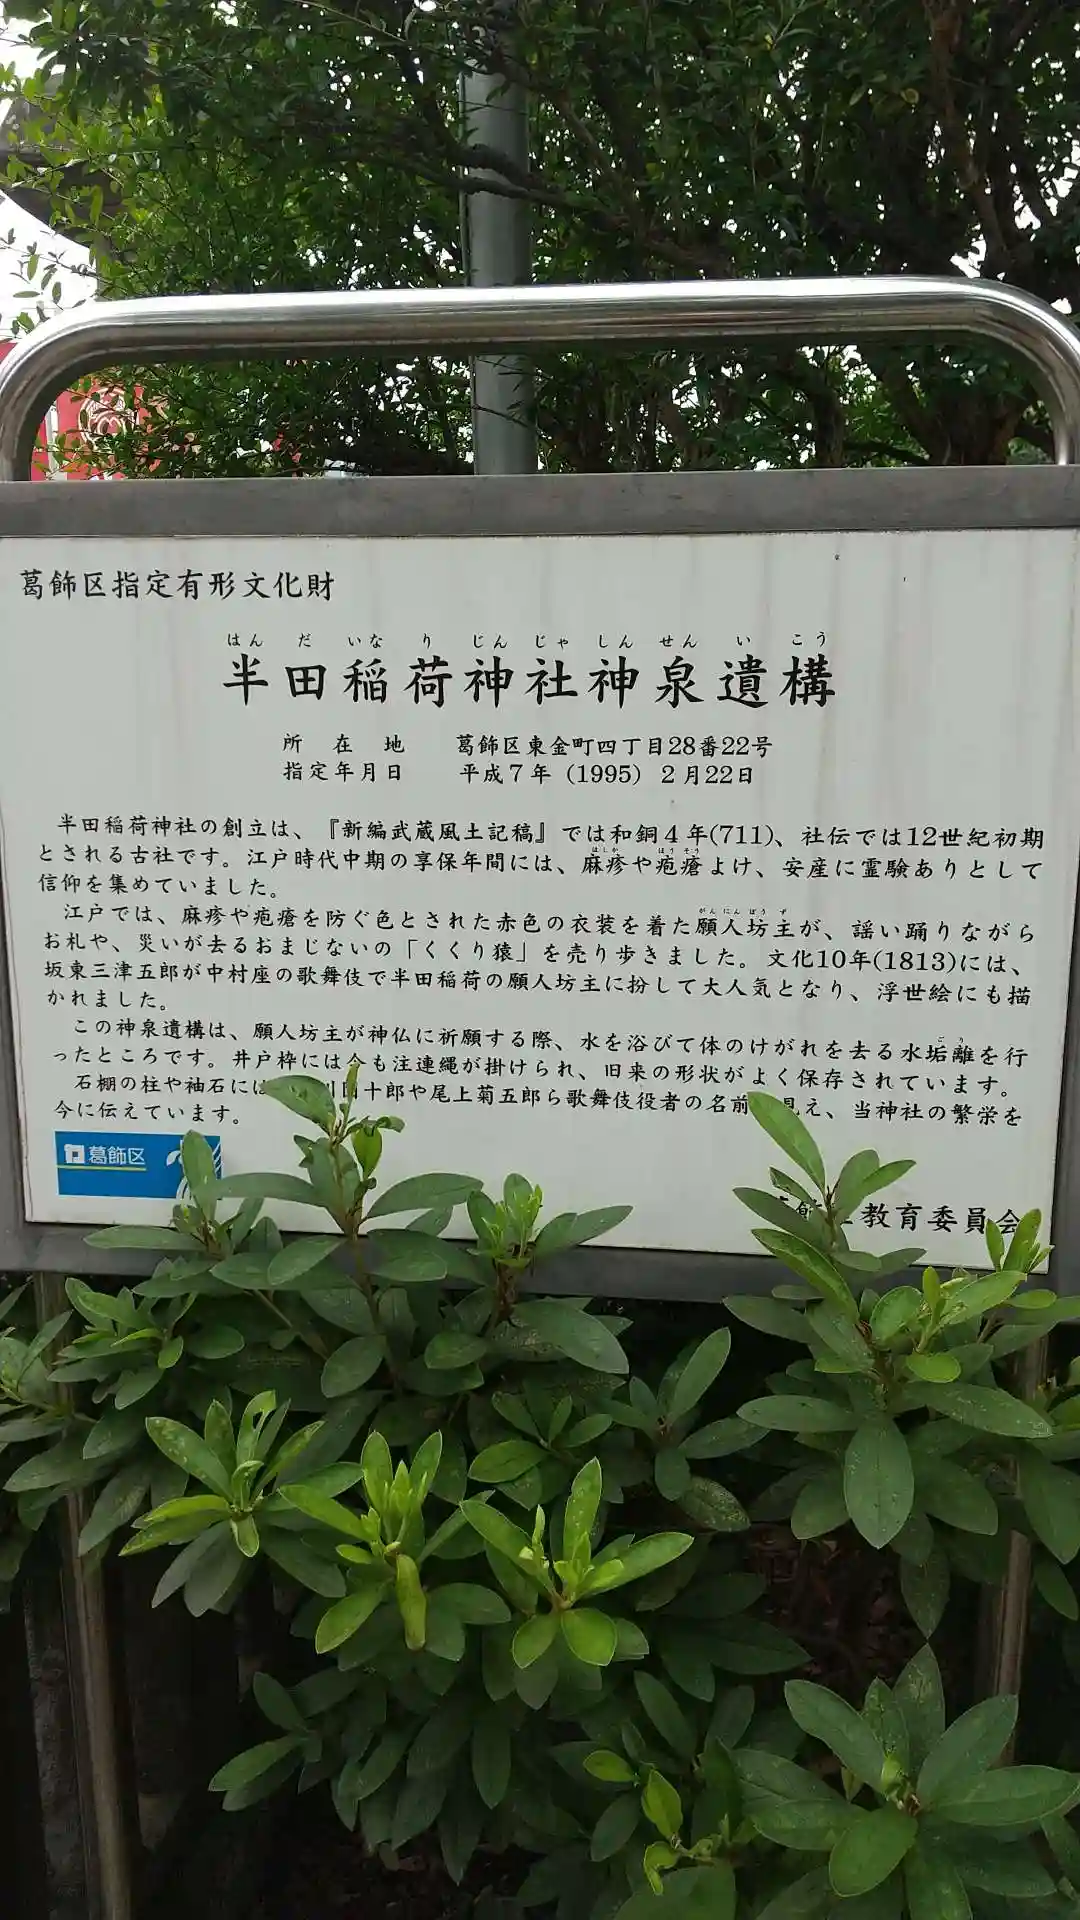 葛飾区指定有形文化財
はん だ いな り じん じゃ しん せん い こう
半田稲荷神社神泉遺構
所在地 葛飾区東金町四丁目28番22号
指定年月日 平成7年(1995)2月22日
半田稲荷神社の創立は、『新編武蔵風土記稿』では和銅4年(711)、社伝では12世紀初期
はしか ほうそう
とされる古社です。江戸時代中期の享保年間には、麻疹や疱瘡よけ、安産に霊験ありとして
信仰を集めていました。
がんにんぼうず
江戸では、麻疹や疱瘡を防ぐ色とされた赤色の衣装を着た願人坊主が、謡い踊りながら
お札や、災いが去るおまじないの「くくり猿」を売り歩きました。文化10年(1813)には、
坂東三津五郎が中村座の歌舞伎で半田稲荷の願人坊主に扮して大人気となり、浮世絵にも描
かれました。
ごり
この神泉遺構は、願人坊主が神仏に祈願する際、水を浴びて体のけがれを去る水垢離を行
ったところです。井戸枠には今も注連縄が掛けられ、旧来の形状がよく保存されています。
石棚の柱や袖石には 川団十郎や尾上菊五郎ら歌舞伎役者の名前 見え、当神社の繁栄を
今に伝えています。
葛飾区
飾 教育委員会